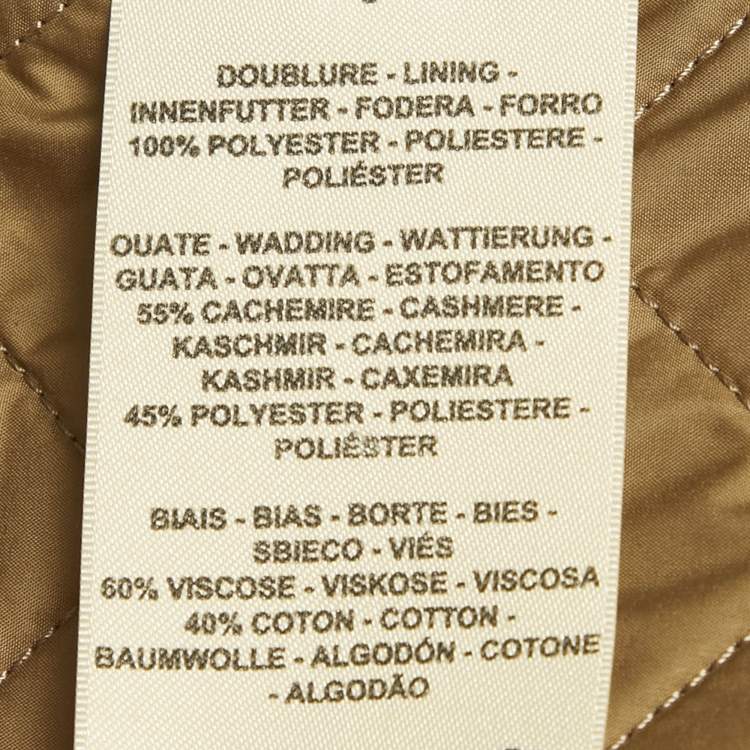 DOUBLURE - LINING -
INNENFUTTER - FODERA - FORRO
100% POLYESTER - POLIESTERE -
POLIÉSTER
OUATE - WADDING - WATTIERUNG -
GUATA - OVATTA - ESTOFAMENTO
55% CACHEMIRE - CASHMERE -
KASCHMIR - CACHEMIRA -
KASHMIR - CAXEMIRA
45% POLYESTER - POLIESTERE -
POLIÉSTER
BIAIS - BIAS - BORTE - BIES -
SBIECO - VIÉS
60% VISCOSE - VISKOSE - VISCOSA
40% COTON - COTTON -
BAUMWOLLE - ALGODÓN - COTONE
- ALGODÃO